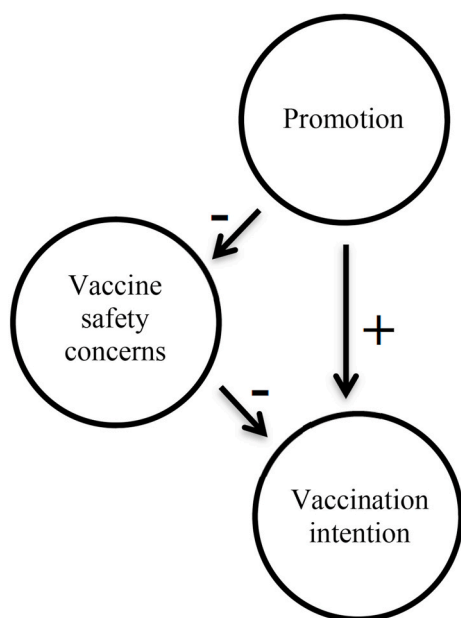 Promotion
-
Vaccine
safety
concerns
+
-
Vaccination
intention